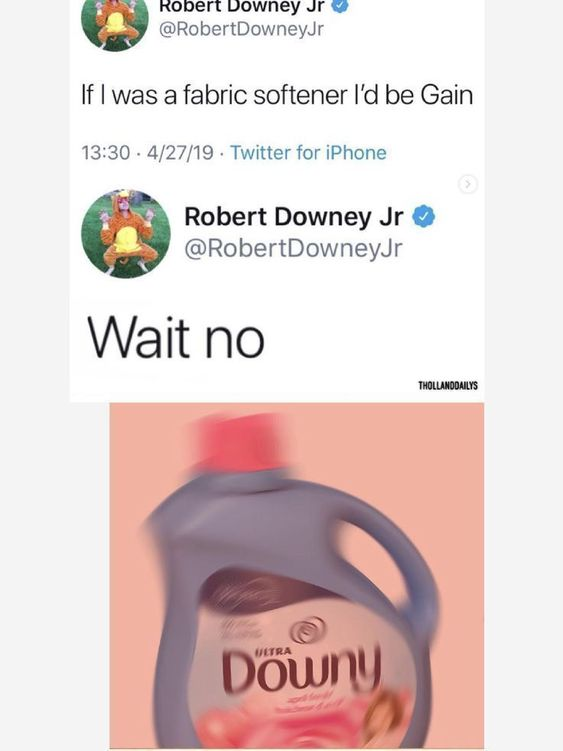 Robert Downey Jr
@RobertDowneyJr
If I was a fabric softener I'd be Gain
13:30 · 4/27/19 · Twitter for iPhone
Robert Downey Jr
@RobertDowneyJr
Wait no
THOLLANDDAILYS
ULTRA
Downy